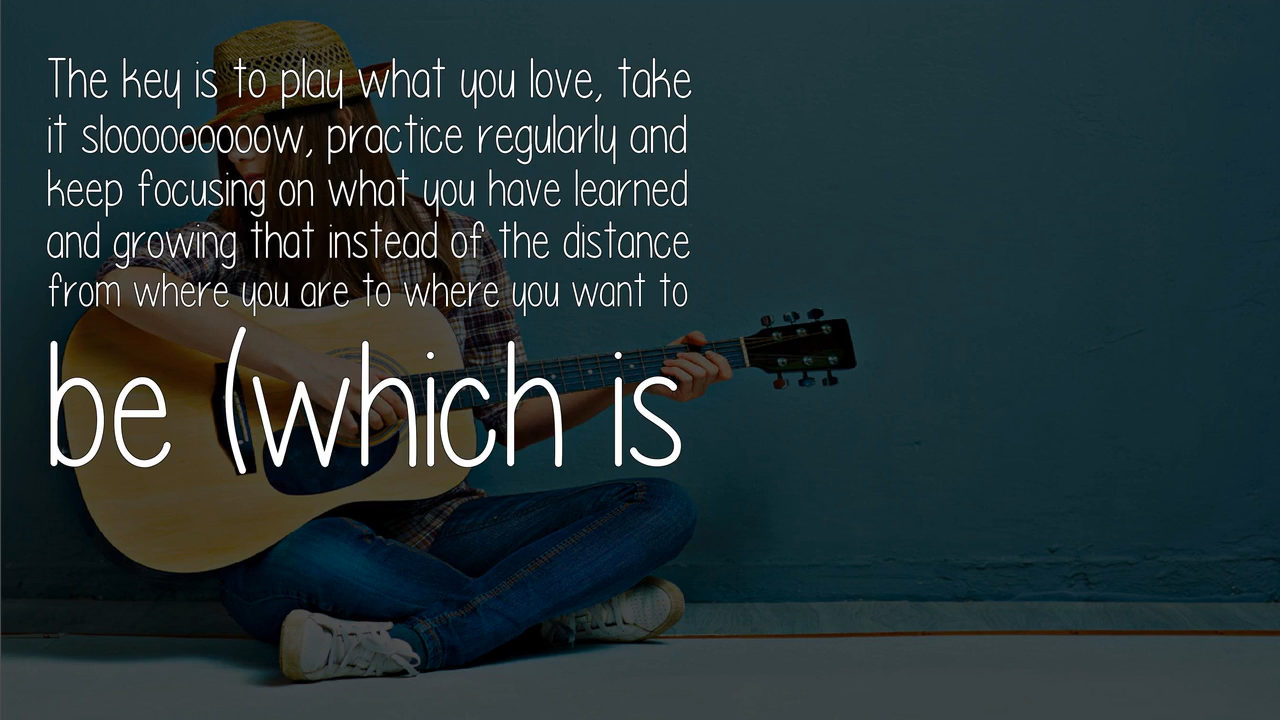 The key is to play what you love, take
it slooooooooow, practice regularly and
keep focusing on what you have learned
and growing that instead of the distance
from where you are to where you want to
be (which is